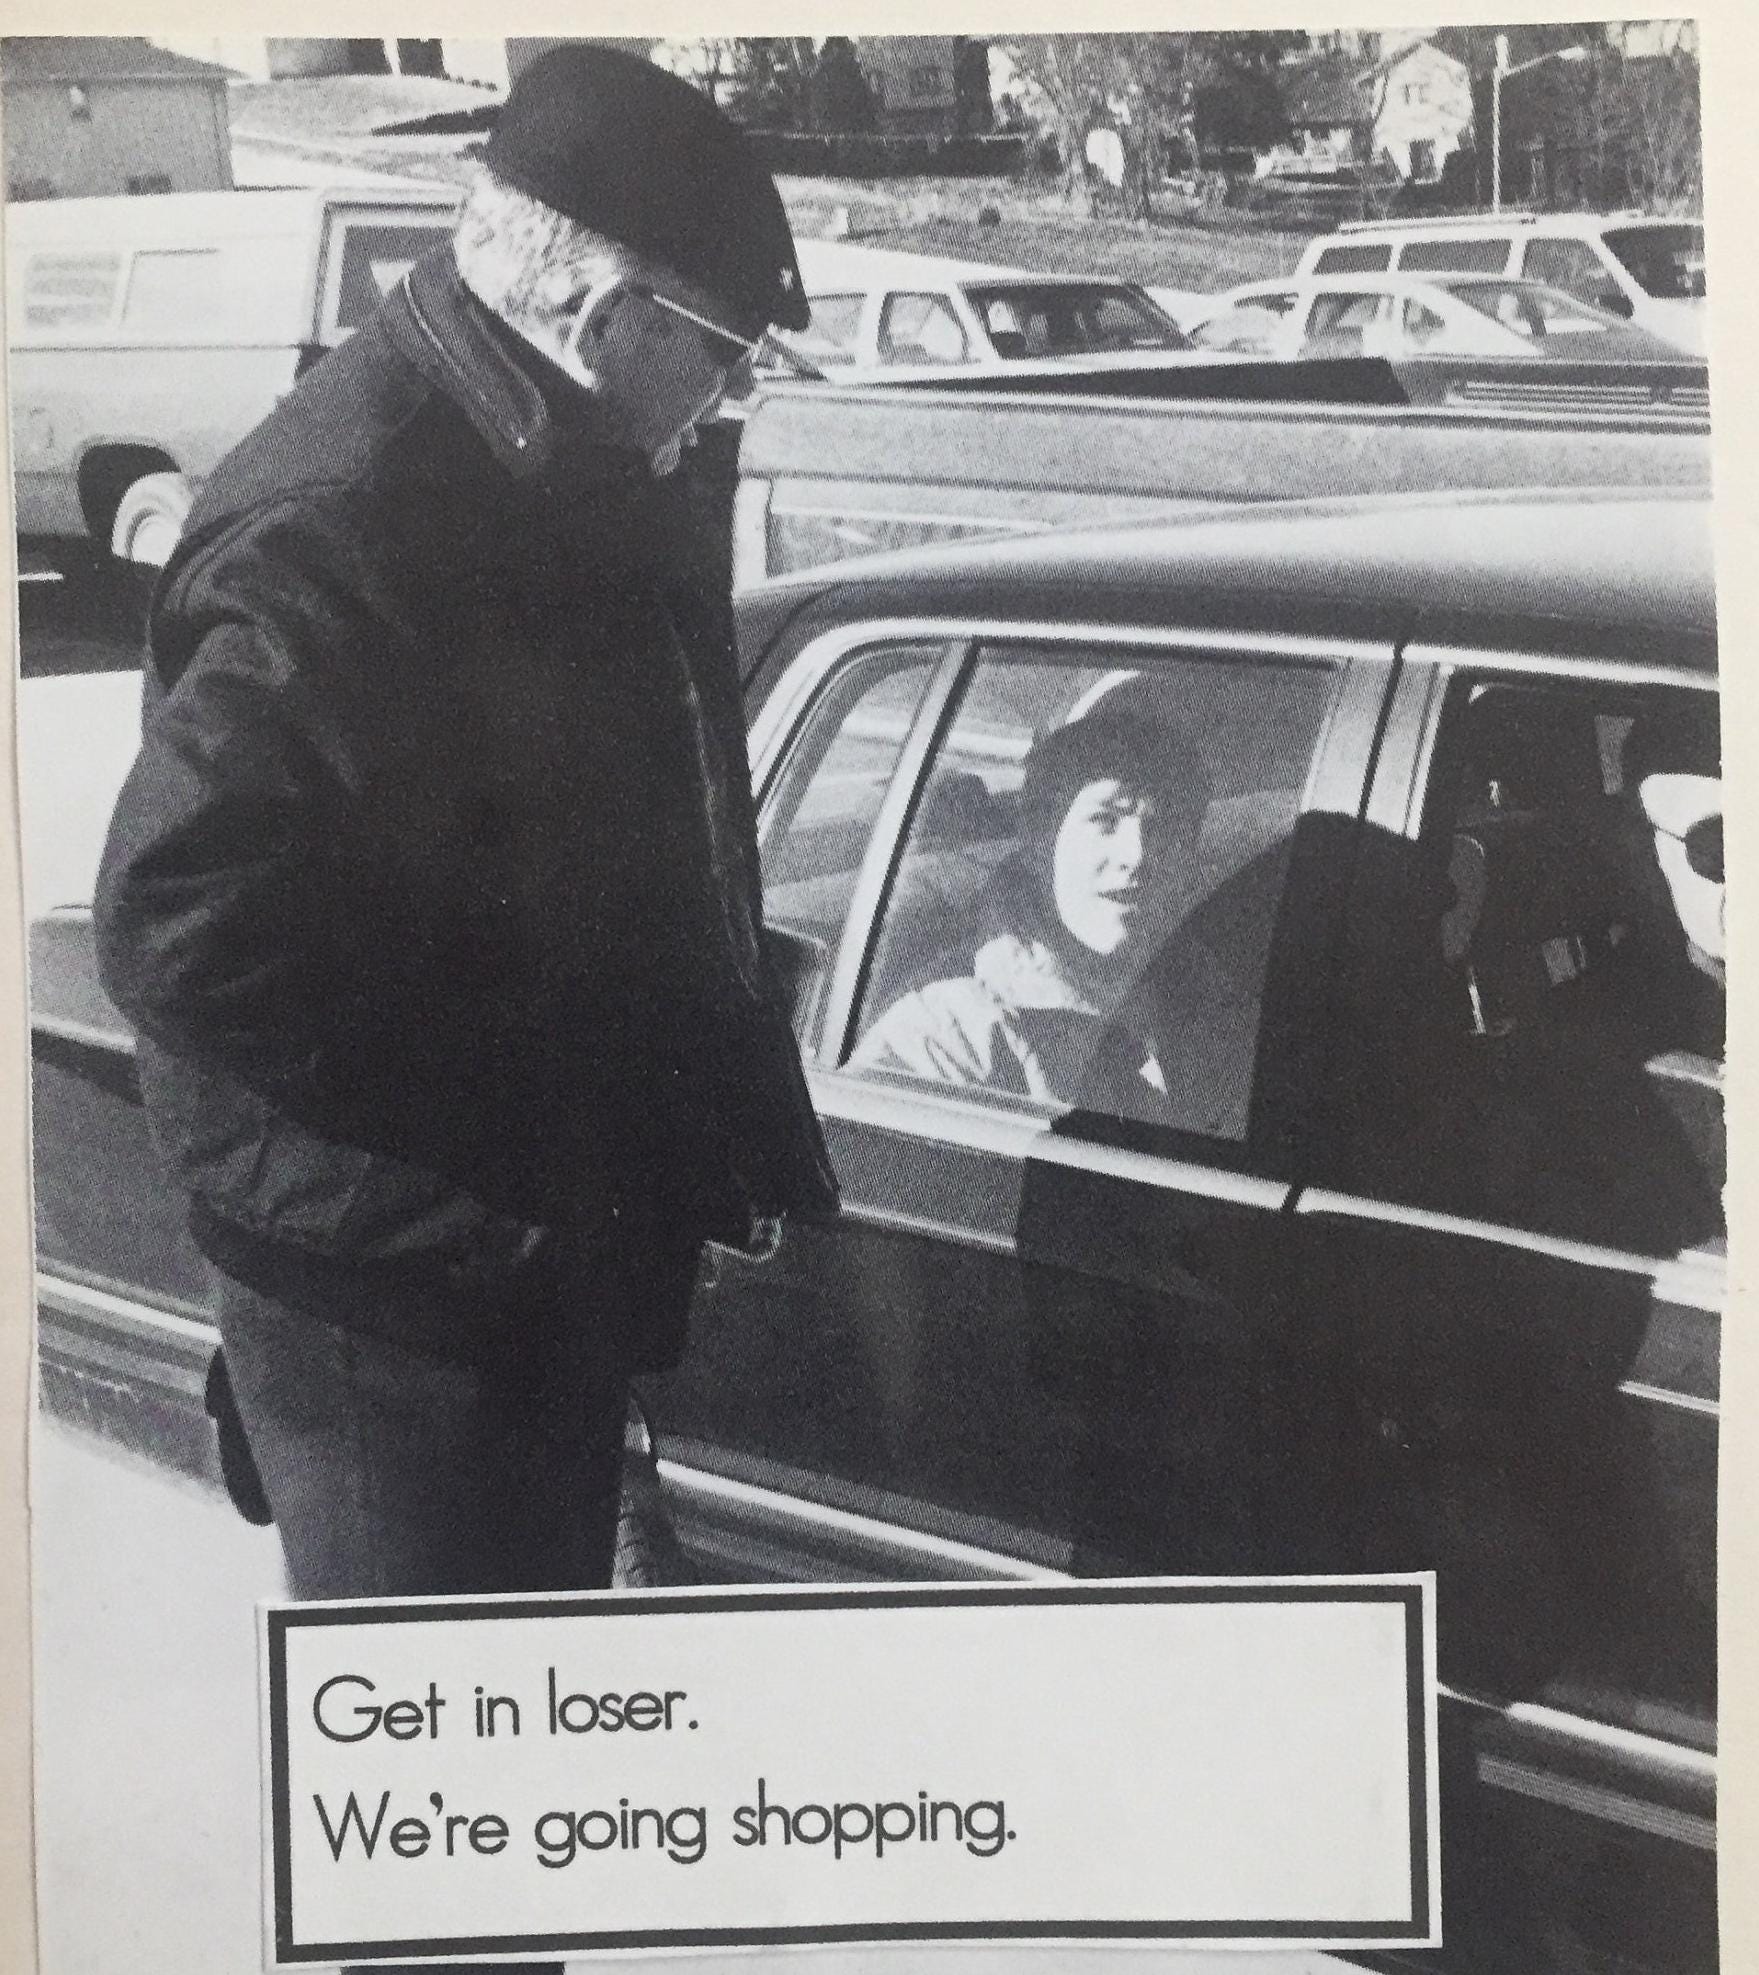 Get in loser.
We're going shopping.